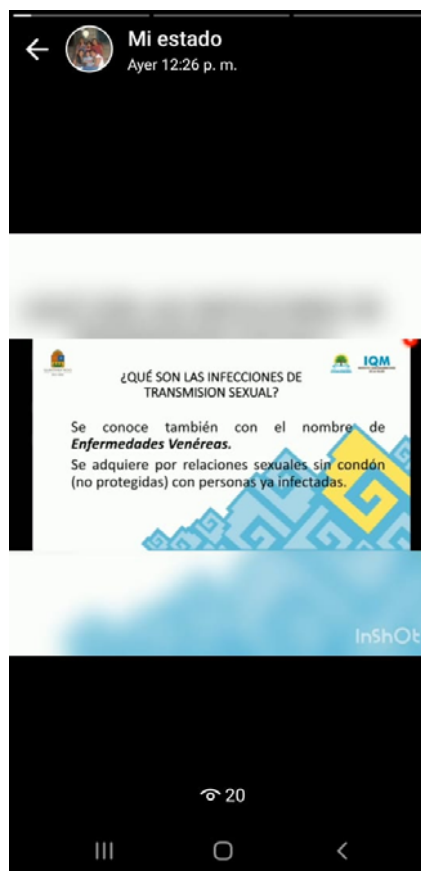 Mi estado
Ayer 12:26 p. m.
IQM
¿QUÉ SON LAS INFECCIONES DE
TRANSMISION SEXUAL?
Se conoce también con el nombre de
Enfermedades Venéreas.
Se adquiere por relaciones sexuales sin condón
(no protegidas) con personas ya infectadas.
InShOt
20